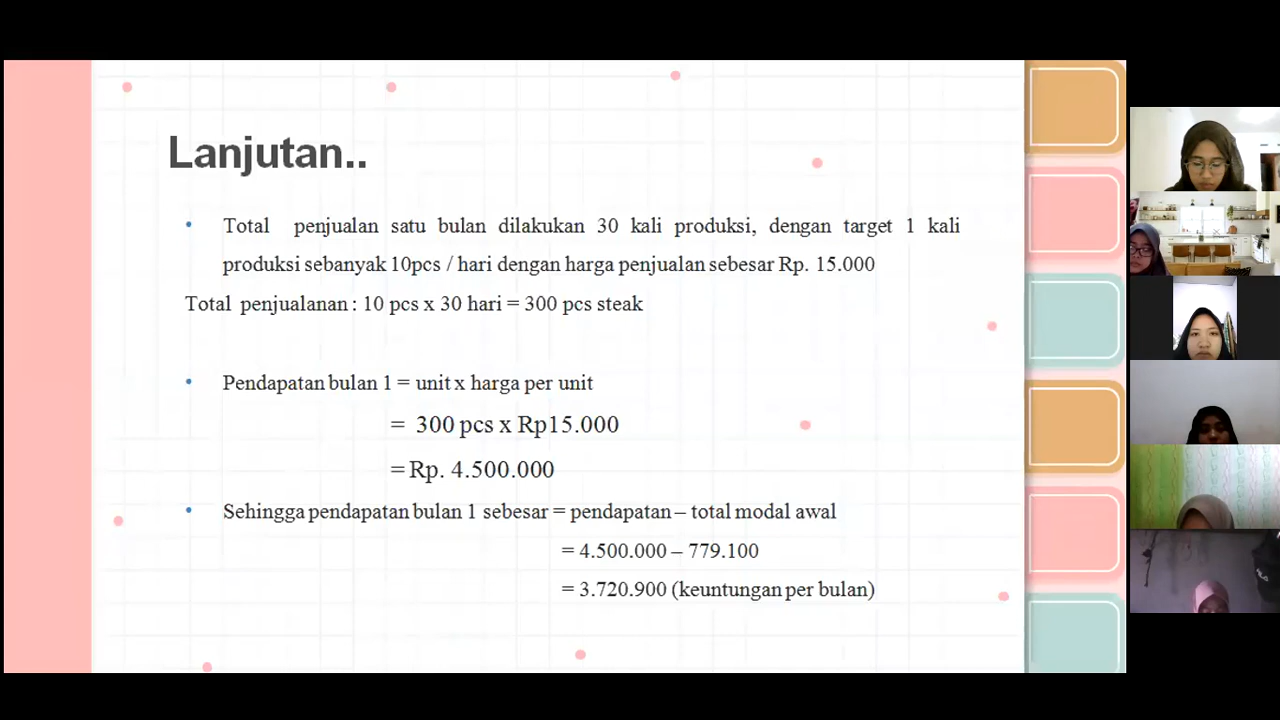 Lanjutan..
• Total penjualan satu bulan dilakukan 30 kali produksi, dengan target 1 kali
produksi sebanyak 10pcs / hari dengan harga penjualan sebesar Rp. 15.000
Total penjualanan : 10 pcs x 30 hari = 300 pcs steak
• Pendapatan bulan 1 = unit x harga per unit
= 300 pcs x Rp15.000
= Rp. 4.500.000
• Sehingga pendapatan bulan 1 sebesar = pendapatan – total modal awal
= 4.500.000 – 779.100
= 3.720.900 (keuntungan per bulan)